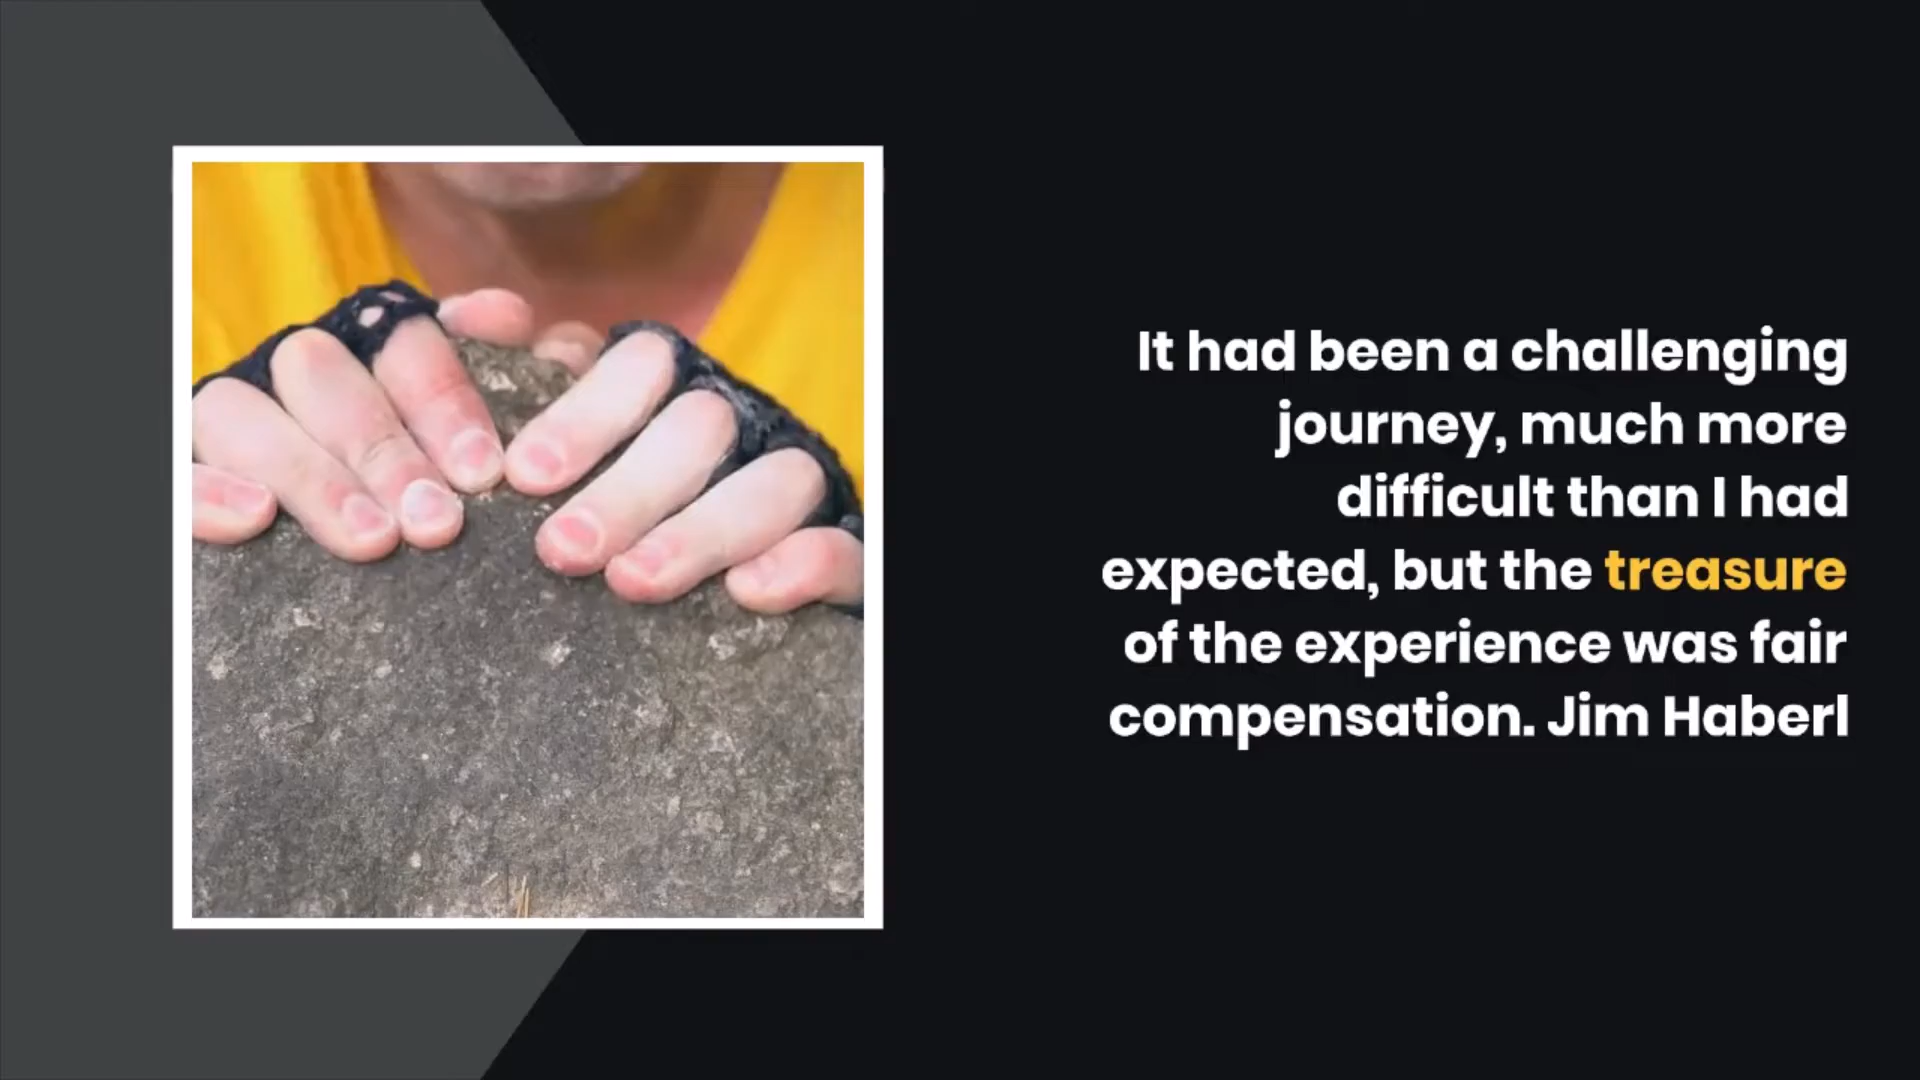 It had been a challenging
journey, much more
difficult than I had
expected, but the treasure
of the experience was fair
compensation. Jim Haberl